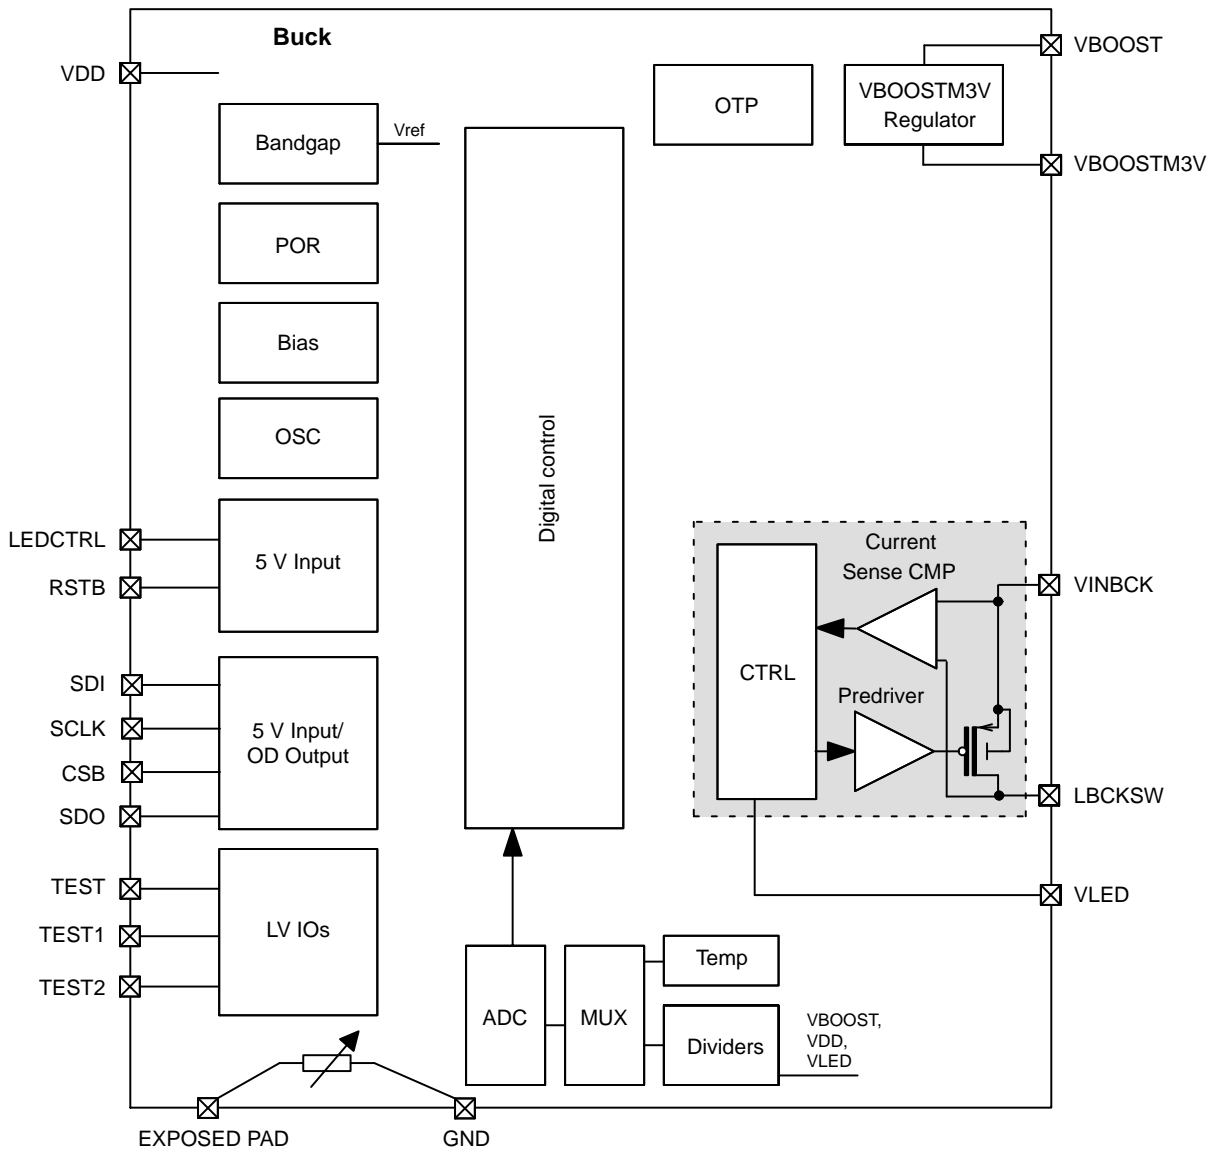 Buck
VDD
VBOOST
OTP
VBOOSTM3V
Regulator
VBOOSTM3V
Bandgap
Vref
POR
Bias
OSC
Digital control
LEDCTRL
RSTB
5 V Input
SDI
SCLK
CSB
SDO
5 V Input/
OD Output
TEST
TEST1
TEST2
LV IOs
Current
Sense CMP
CTRL
Predriver
VINBCK
LBCKSW
VLED
ADC
MUX
Temp
Dividers
VBOOST,
VDD,
VLED
EXPOSED PAD
GND